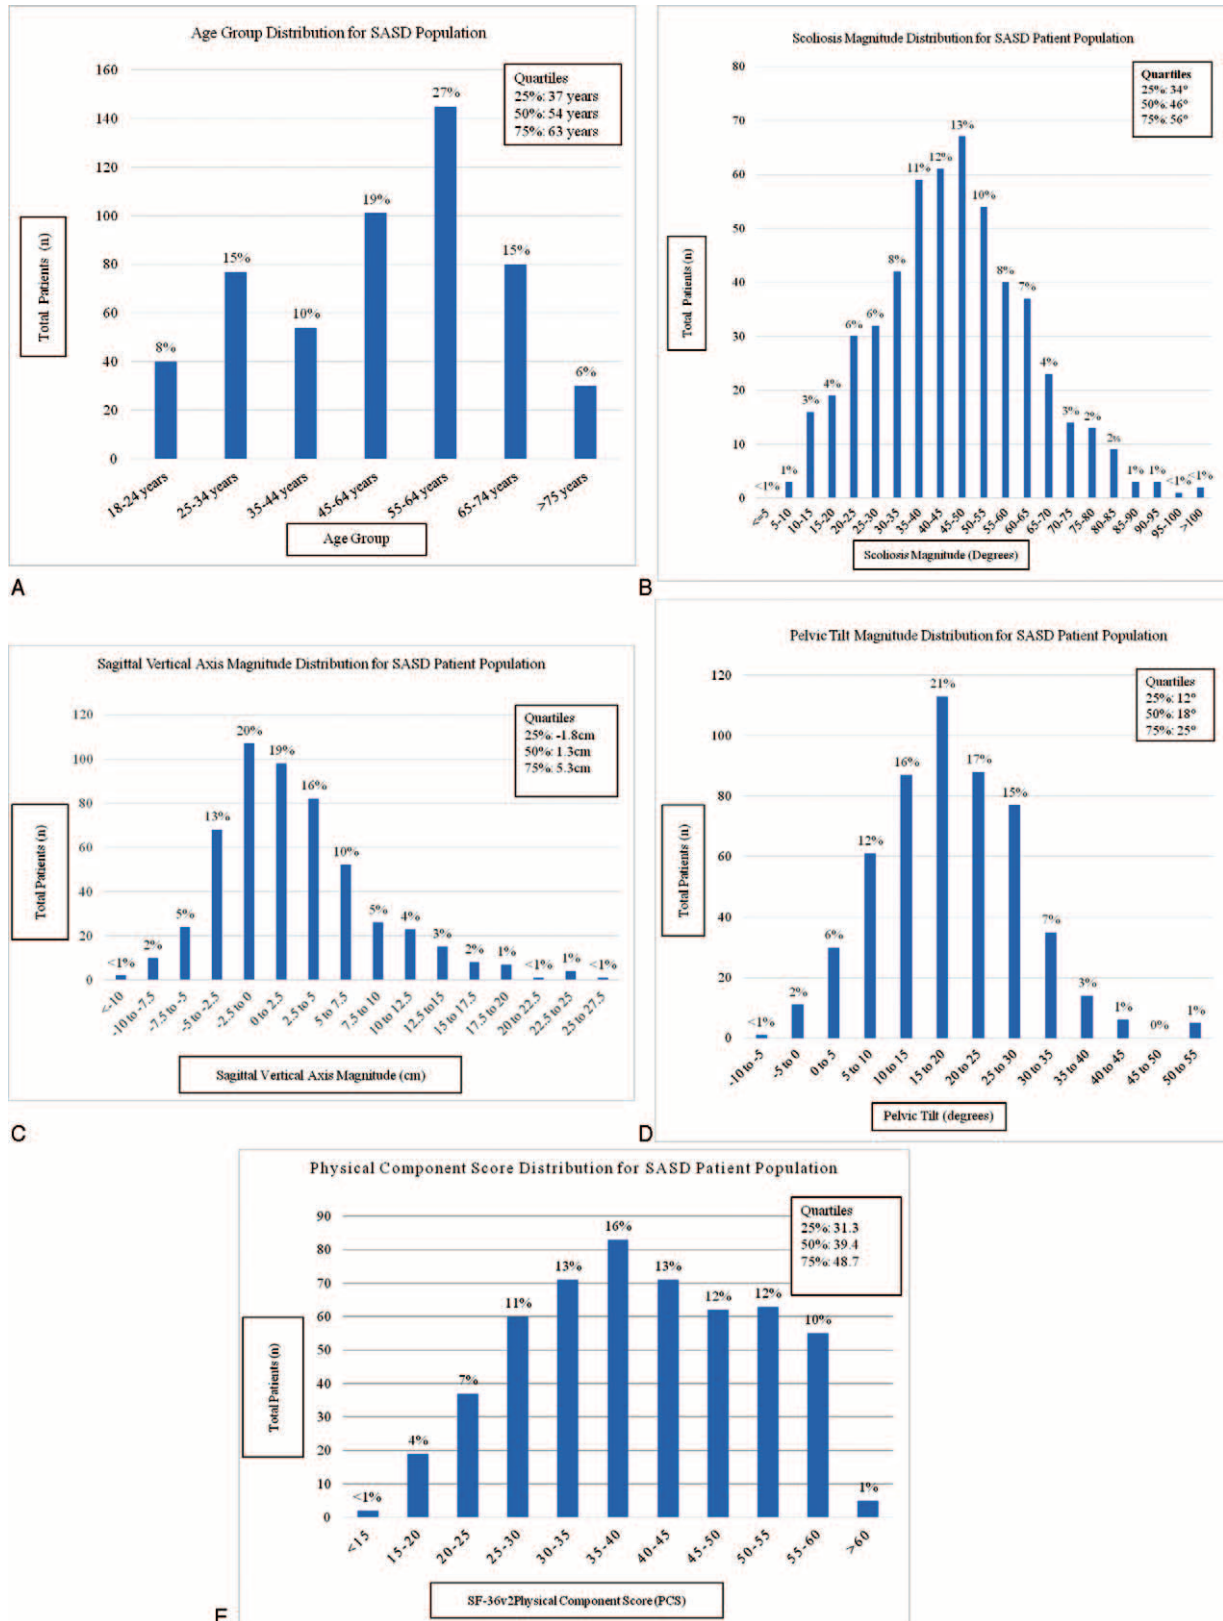 Age Group Distribution for SASD Population
Quartiles
25%: 37 years
50%: 54 years
75%: 63 years
160
140
120
100
80
60
40
20
0
8%
15%
10%
19%
27%
15%
6%
Total Patients (n)
18-24 years
25-34 years
35-44 years
45-64 years
55-64 years
65-74 years
>75 years
Age Group
A
Scoliosis Magnitude Distribution for SASD Patient Population
Quartiles
25%: 34°
50%: 46°
75%: 56°
80
70
60
50
40
30
20
10
0
<1%
1%
3%
4%
6%
6%
8%
11%
12%
13%
10%
8%
7%
4%
3%
2%
2%
1%
1%
<1%
<1%
Total Patients (n)
<=5
5-10
10-15
15-20
20-25
25-30
30-35
35-40
40-45
45-50
50-55
55-60
60-65
65-70
70-75
75-80
80-85
85-90
90-95
95-100
>100
Scoliosis Magnitude (Degrees)
B
Sagittal Vertical Axis Magnitude Distribution for SASD Patient Population
Quartiles
25%: -1.8cm
50%: 1.3cm
75%: 5.3cm
120
100
80
60
40
20
0
<1%
2%
5%
13%
20%
19%
16%
10%
5%
4%
3%
2%
1%
<1%
1%
<1%
Total Patients (n)
<-10
-10 to -7.5
-7.5 to -5
-5 to -2.5
-2.5 to 0
0 to 2.5
2.5 to 5
5 to 7.5
7.5 to 10
10 to 12.5
12.5 to 15
15 to 17.5
17.5 to 20
20 to 22.5
22.5 to 25
25 to 27.5
Sagittal Vertical Axis Magnitude (cm)
C
Pelvic Tilt Magnitude Distribution for SASD Patient Population
Quartiles
25%: 12°
50%: 18°
75%: 25°
120
100
80
60
40
20
0
<1%
2%
6%
12%
16%
21%
17%
15%
7%
3%
1%
0%
1%
Total Patients (n)
-10 to -5
-5 to 0
0 to 5
5 to 10
10 to 15
15 to 20
20 to 25
25 to 30
30 to 35
35 to 40
40 to 45
45 to 50
50 to 55
Pelvic Tilt (degrees)
D
Physical Component Score Distribution for SASD Patient Population
Quartiles
25%: 31.3
50%: 39.4
75%: 48.7
90
80
70
60
50
40
30
20
10
0
<1%
4%
7%
11%
13%
16%
13%
12%
12%
10%
1%
Total Patients (n)
<15
15-20
20-25
25-30
30-35
35-40
40-45
45-50
50-55
55-60
>60
SF-36v2Physical Component Score (PCS)